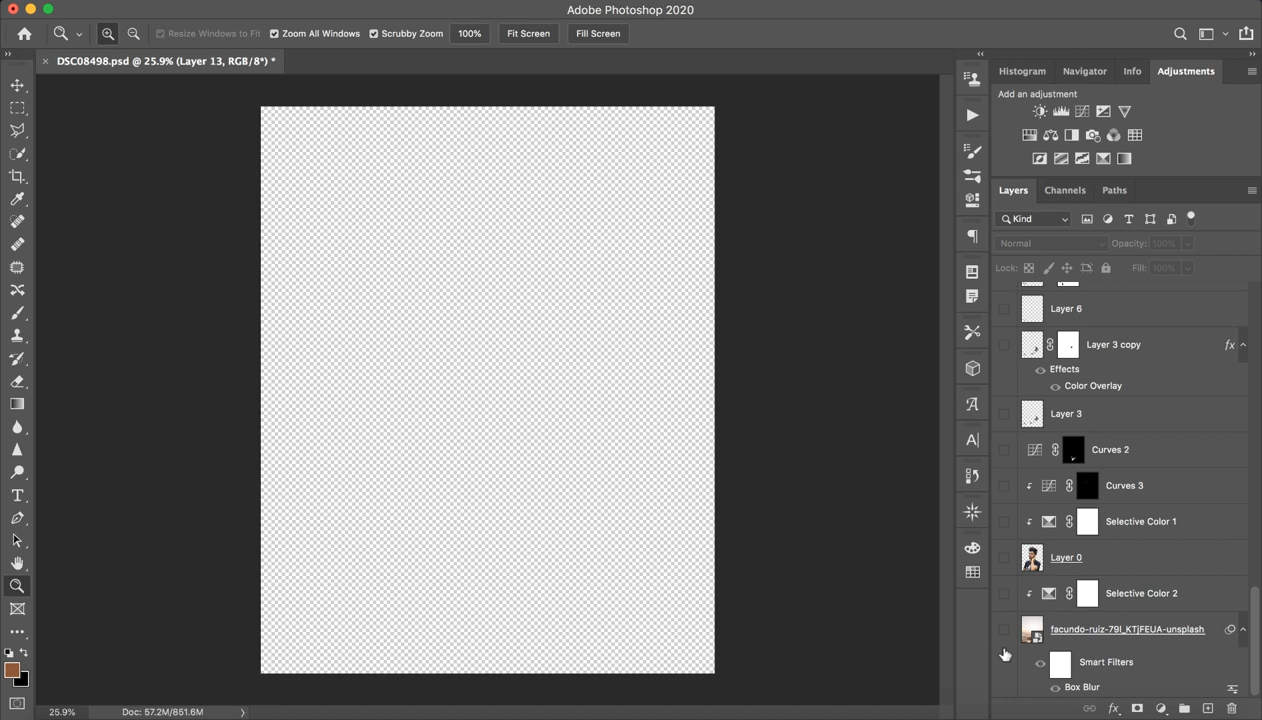 Adobe Photoshop 2020
Resize Windows to Fit
Zoom All Windows
Scrubby Zoom
100%
Fit Screen
Fill Screen
DSC08498.psd @ 25.9% (Layer 13, RGB/8*) *
Histogram
Navigator
Info
Adjustments
Add an adjustment
Layers
Channels
Paths
Kind
Normal
Opacity: 100%
Lock:
Fill: 100%
Layer 6
Layer 3 copy
fx
Effects
Color Overlay
Layer 3
Curves 2
Curves 3
Selective Color 1
Layer 0
Selective Color 2
facundo-ruiz-79l_KTjFEUA-unsplash
Smart Filters
Box Blur
25.9%
Doc: 57.2M/851.6M
fx